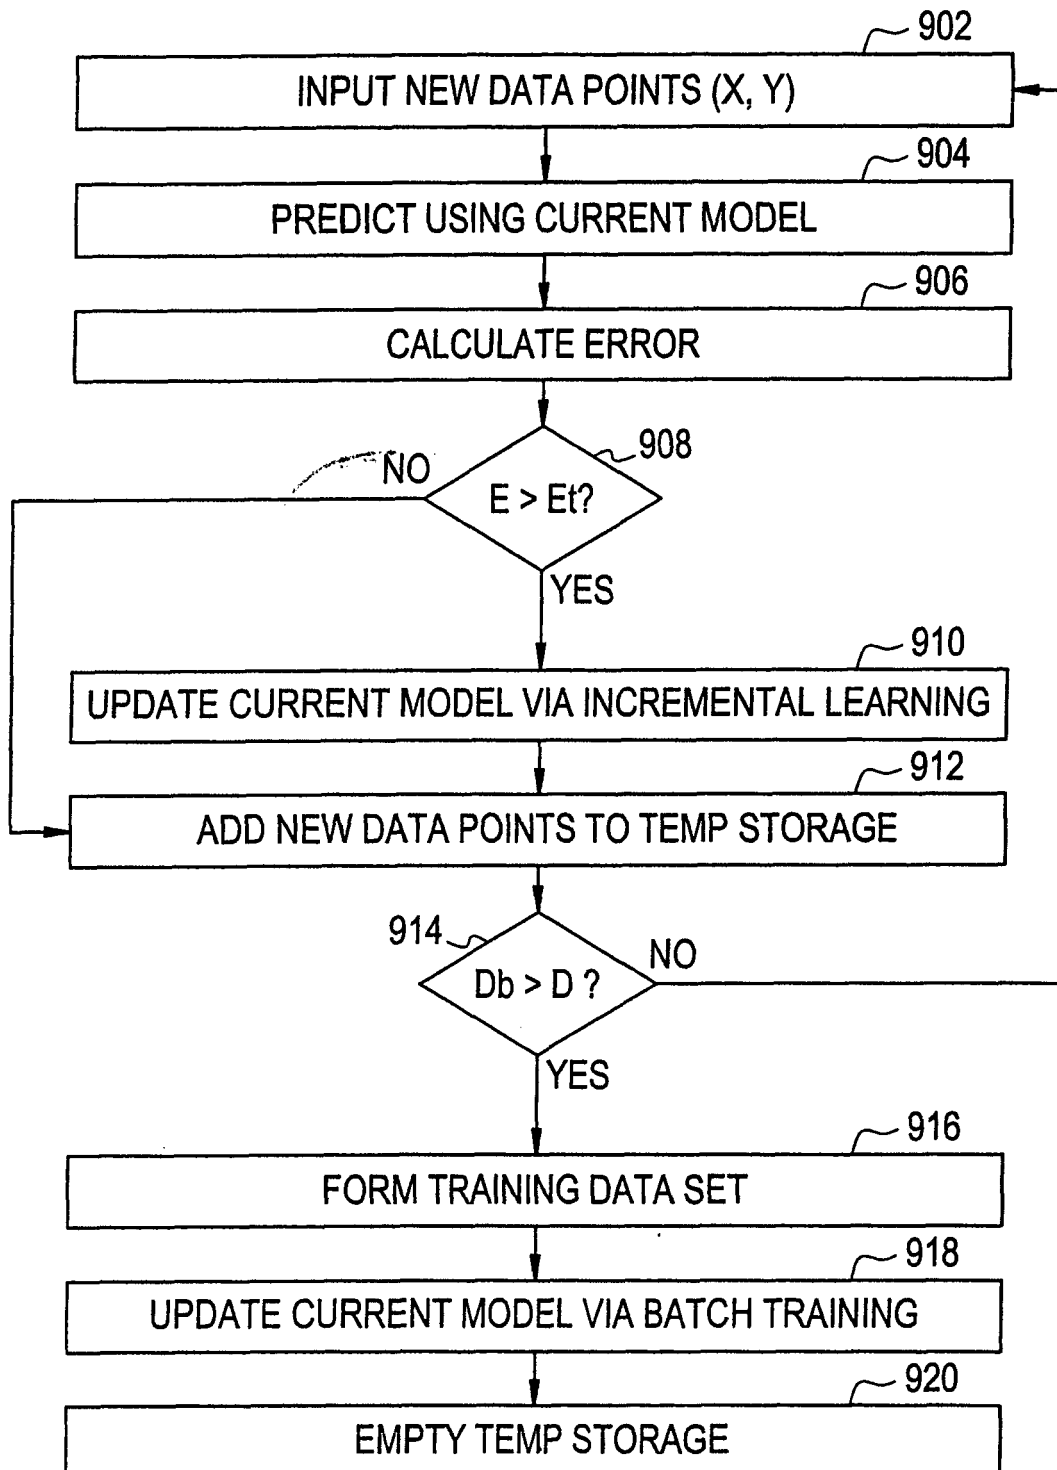 902
INPUT NEW DATA POINTS (X, Y)
904
PREDICT USING CURRENT MODEL
906
CALCULATE ERROR
908
NO
E > Et?
YES
910
UPDATE CURRENT MODEL VIA INCREMENTAL LEARNING
912
ADD NEW DATA POINTS TO TEMP STORAGE
914
NO
Db > D ?
YES
916
FORM TRAINING DATA SET
918
UPDATE CURRENT MODEL VIA BATCH TRAINING
920
EMPTY TEMP STORAGE